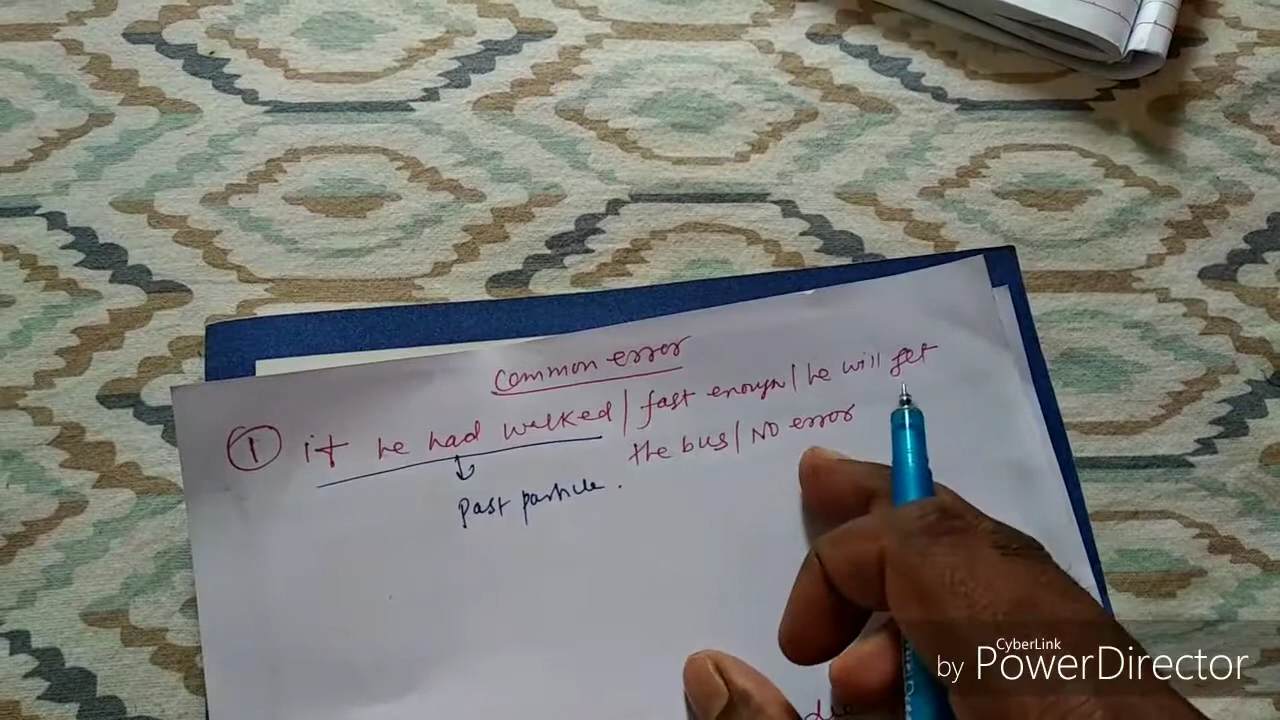 Common error
① it he had walked / fast enough / he will get
the bus / NO error
past particle.
CyberLink
by PowerDirector